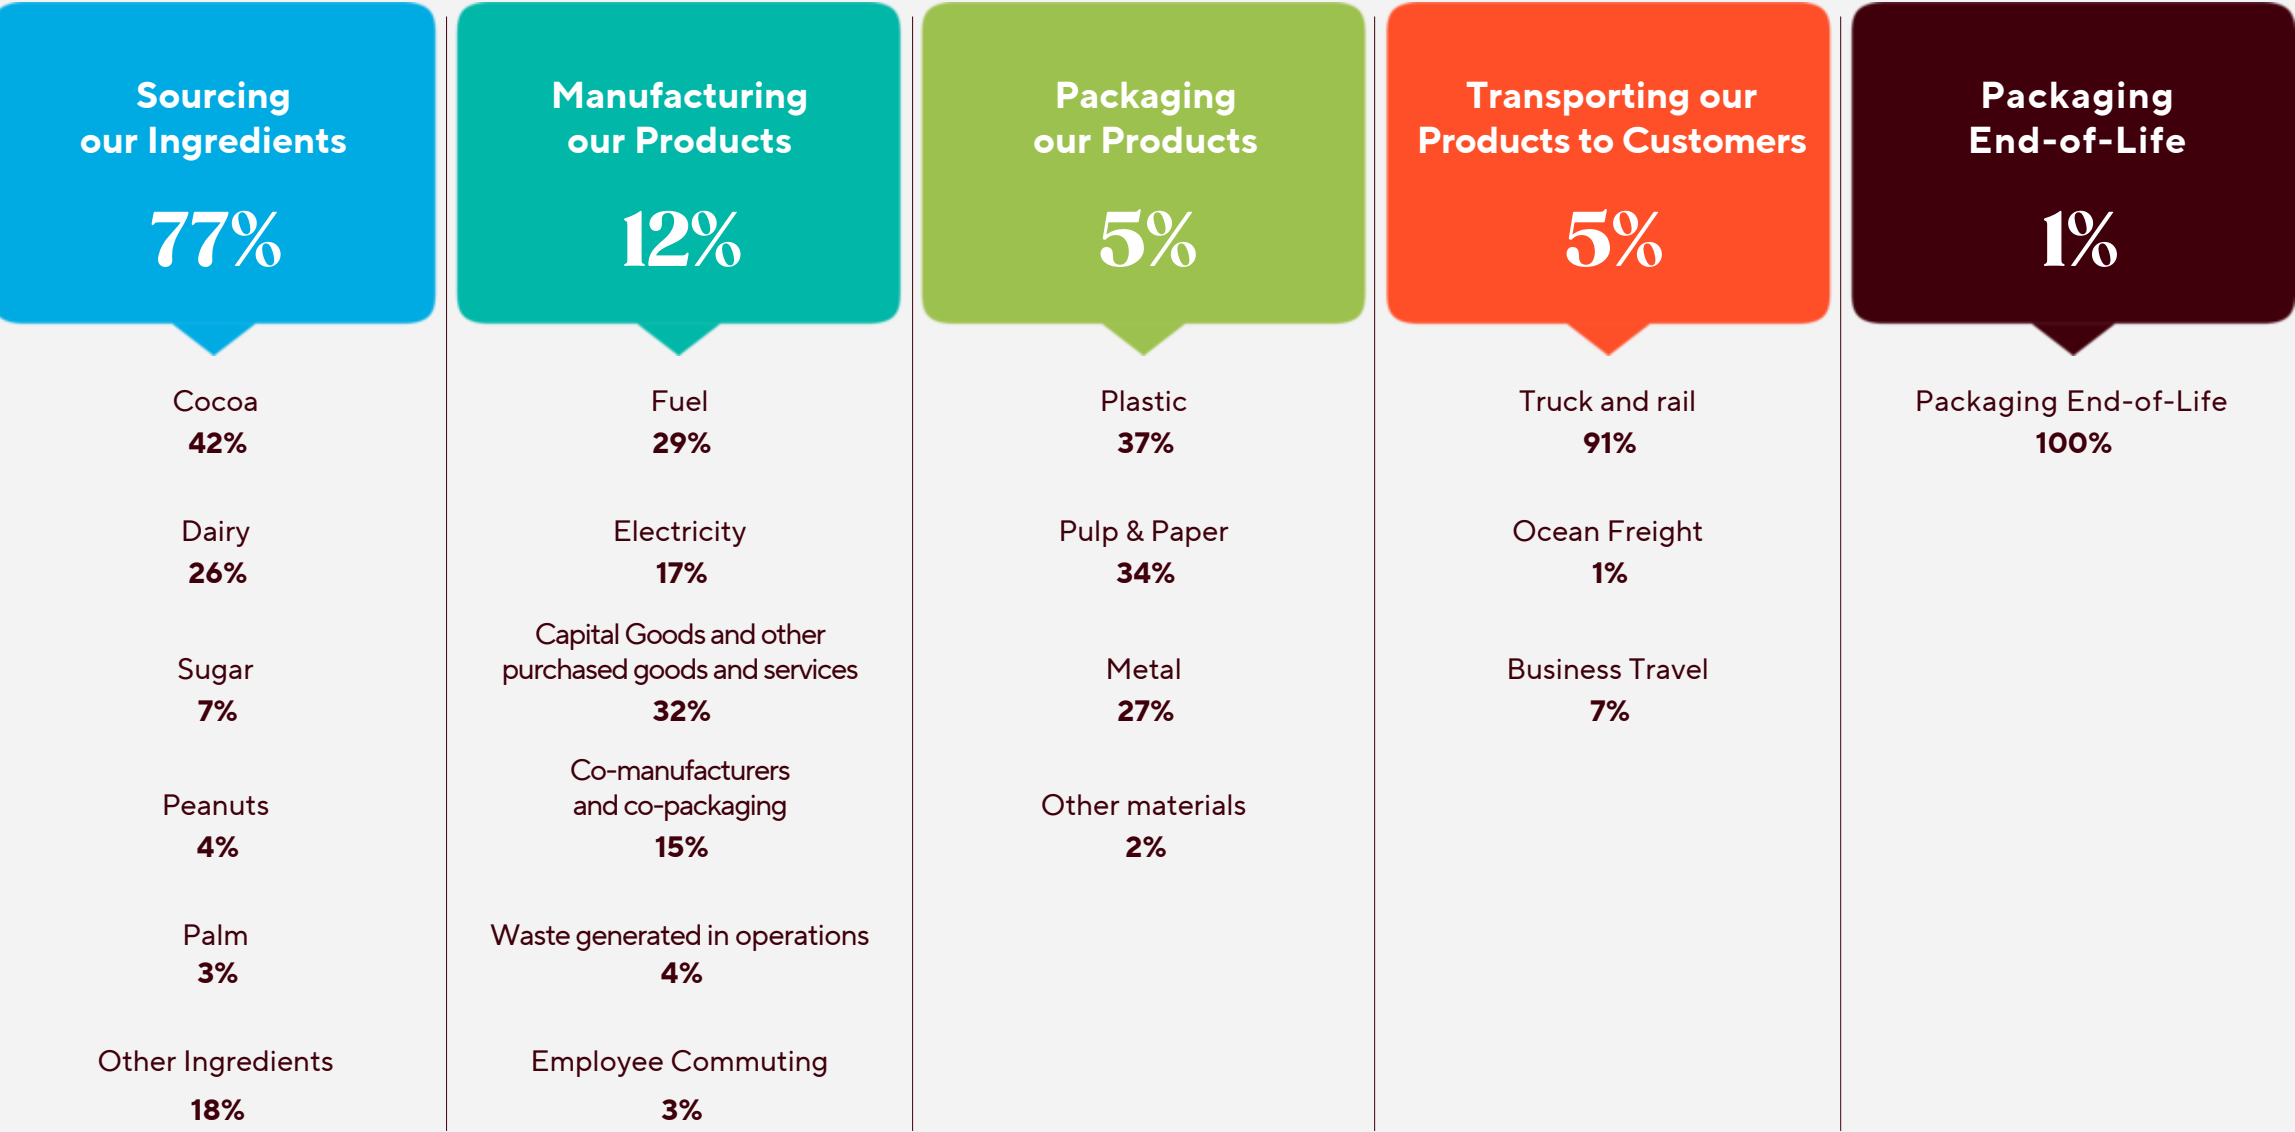 Sourcing
our Ingredients
77%
Cocoa
42%
Dairy
26%
Sugar
7%
Peanuts
4%
Palm
3%
Other Ingredients
18%
Manufacturing
our Products
12%
Fuel
29%
Electricity
17%
Capital Goods and other
purchased goods and services
32%
Co-manufacturers
and co-packaging
15%
Waste generated in operations
4%
Employee Commuting
3%
Packaging
our Products
5%
Plastic
37%
Pulp & Paper
34%
Metal
27%
Other materials
2%
Transporting our
Products to Customers
5%
Truck and rail
91%
Ocean Freight
1%
Business Travel
7%
Packaging
End-of-Life
1%
Packaging End-of-Life
100%